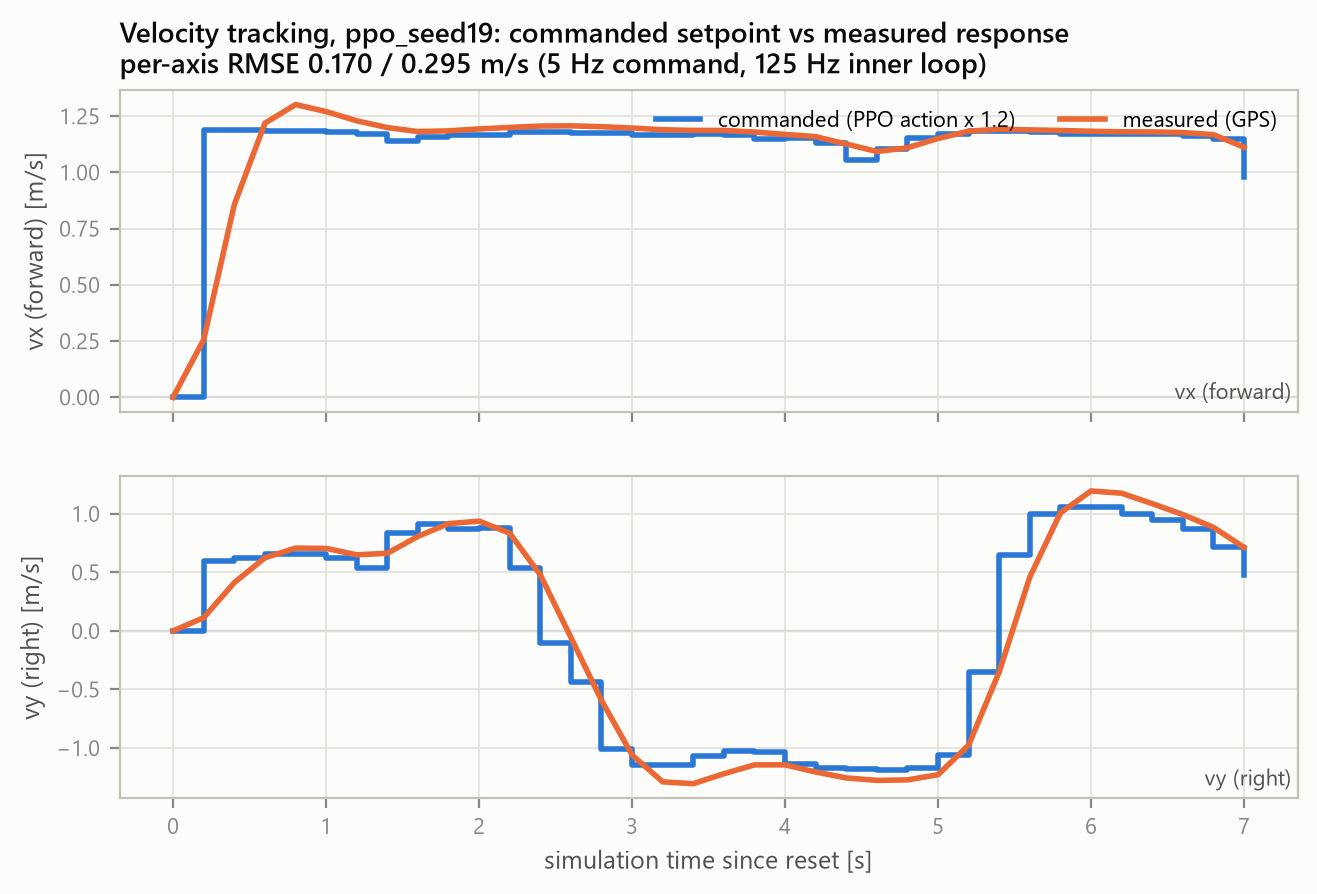 Velocity tracking, ppo_seed19: commanded setpoint vs measured response
per-axis RMSE 0.170 / 0.295 m/s (5 Hz command, 125 Hz inner loop)
commanded (PPO action x 1.2)
measured (GPS)
vx (forward) [m/s]
1.25
1.00
0.75
0.50
0.25
0.00
vx (forward)
vy (right) [m/s]
1.0
0.5
0.0
−0.5
−1.0
vy (right)
0 1 2 3 4 5 6 7
simulation time since reset [s]